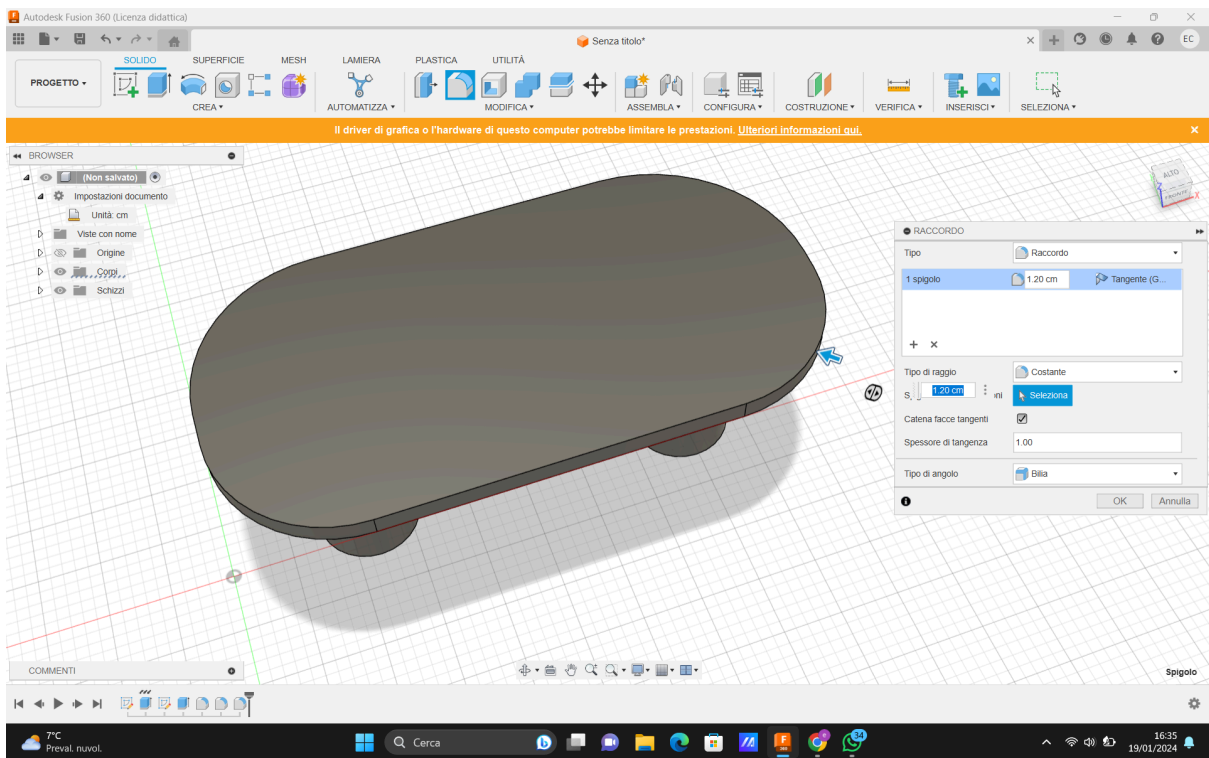 Autodesk Fusion 360 (Licenza didattica)
Senza titolo*
EC
PROGETTO
SOLIDO SUPERFICIE MESH LAMIERA PLASTICA UTILITÀ
CREA AUTOMATIZZA MODIFICA ASSEMBLA CONFIGURA COSTRUZIONE VERIFICA INSERISCI SELEZIONA
Il driver di grafica o l'hardware di questo computer potrebbe limitare le prestazioni. Ulteriori informazioni qui.
BROWSER
(Non salvato)
Impostazioni documento
Unità: cm
Viste con nome
Origine
Corpi
Schizzi
ALTO
Z
X
RACCORDO
Tipo Raccordo
1 spigolo 1.20 cm Tangente (G...
Tipo di raggio Costante
1.20 cm Seleziona
Catena facce tangenti
Spessore di tangenza 1.00
Tipo di angolo Bilia
OK Annulla
COMMENTI
Spigolo
7°C
Preval. nuvol.
Cerca
34
16:35
19/01/2024